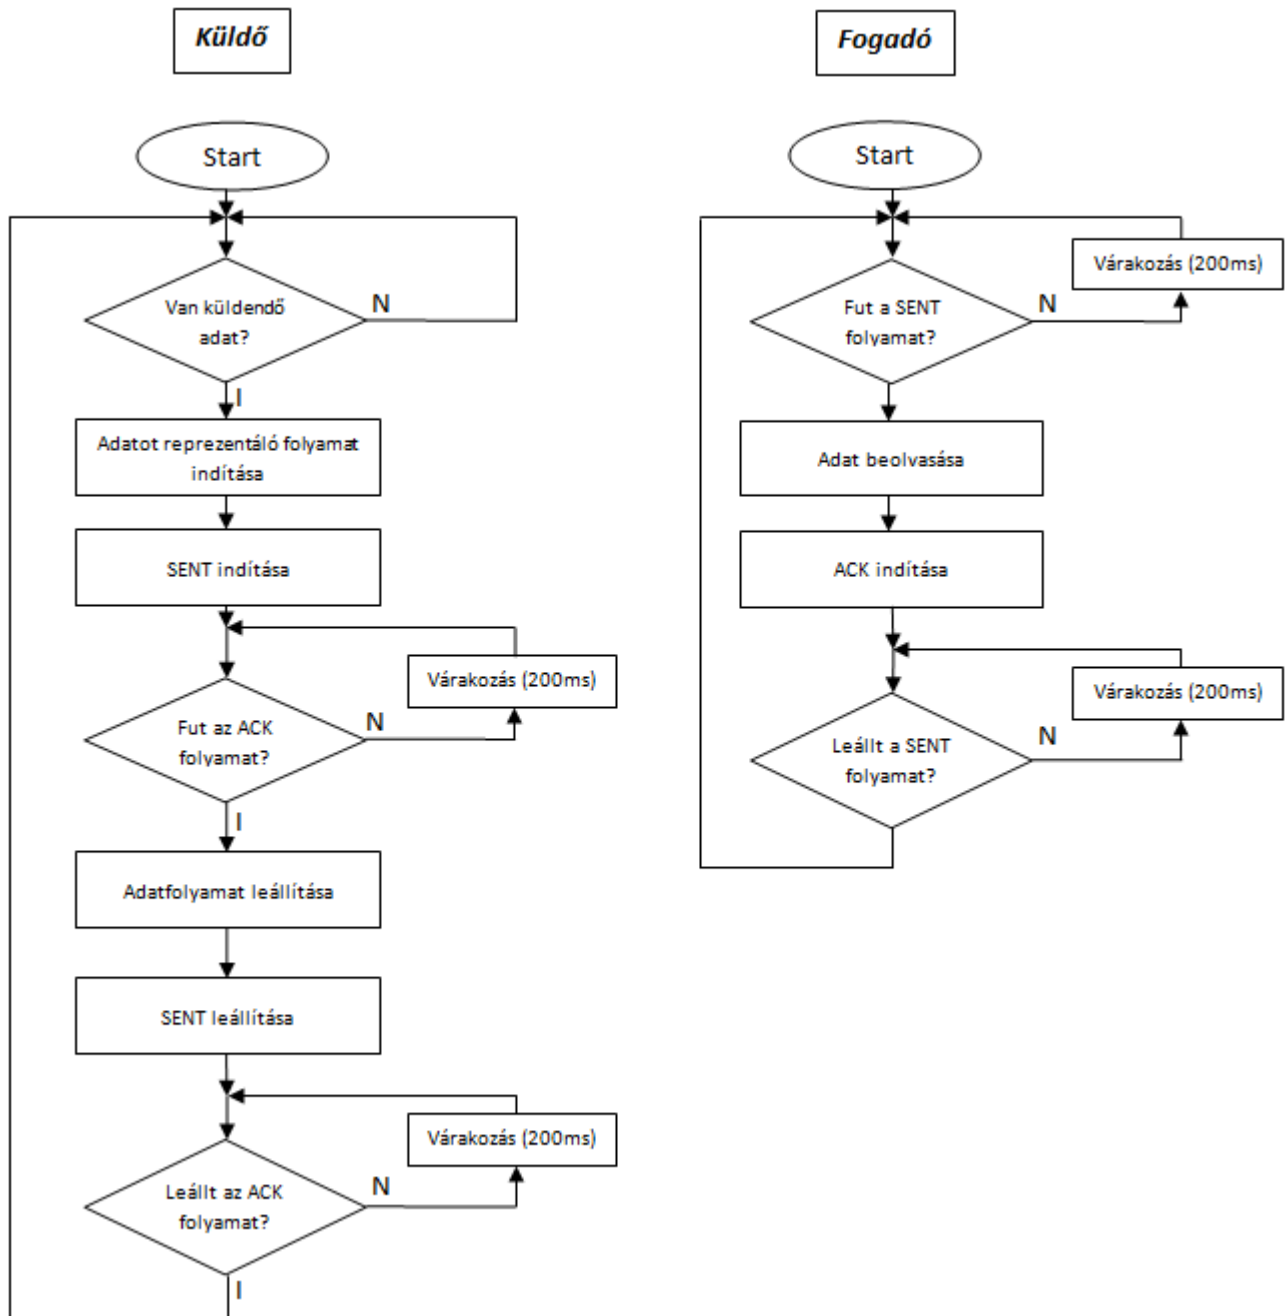 Küldő
Start
Van küldendő
adat?
N
I
Adatot reprezentáló folyamat
indítása
SENT indítása
Várakozás (200ms)
Fut az ACK
folyamat?
N
I
Adatfolyamat leállítása
SENT leállítása
Várakozás (200ms)
Leállt az ACK
folyamat?
N
I
Fogadó
Start
Várakozás (200ms)
Fut a SENT
folyamat?
N
Adat beolvasása
ACK indítása
Várakozás (200ms)
Leállt a SENT
folyamat?
N